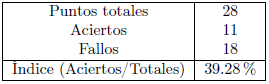 Puntos totales 28
Aciertos 11
Fallos 18
Índice (Aciertos/Totales) 39.28 %